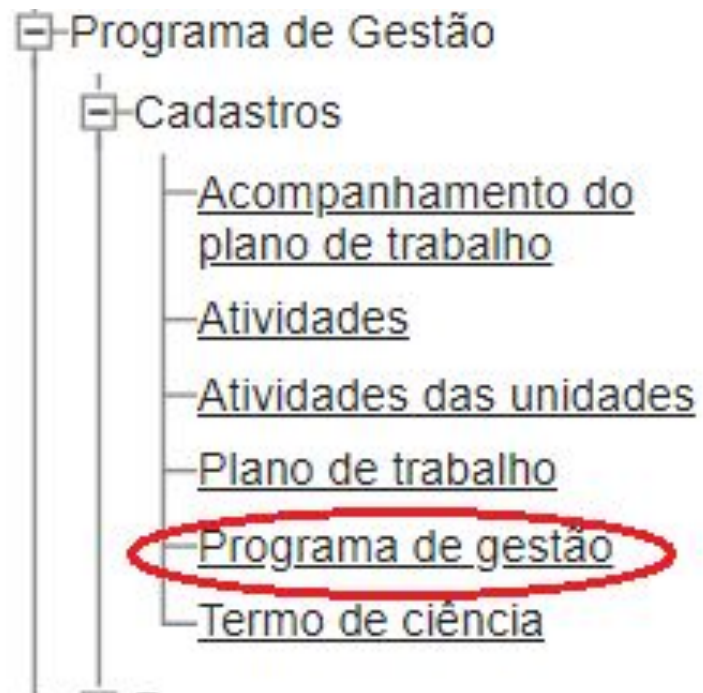 Programa de Gestão
Cadastros
Acompanhamento do
plano de trabalho
Atividades
Atividades das unidades
Plano de trabalho
Programa de gestão
Termo de ciência